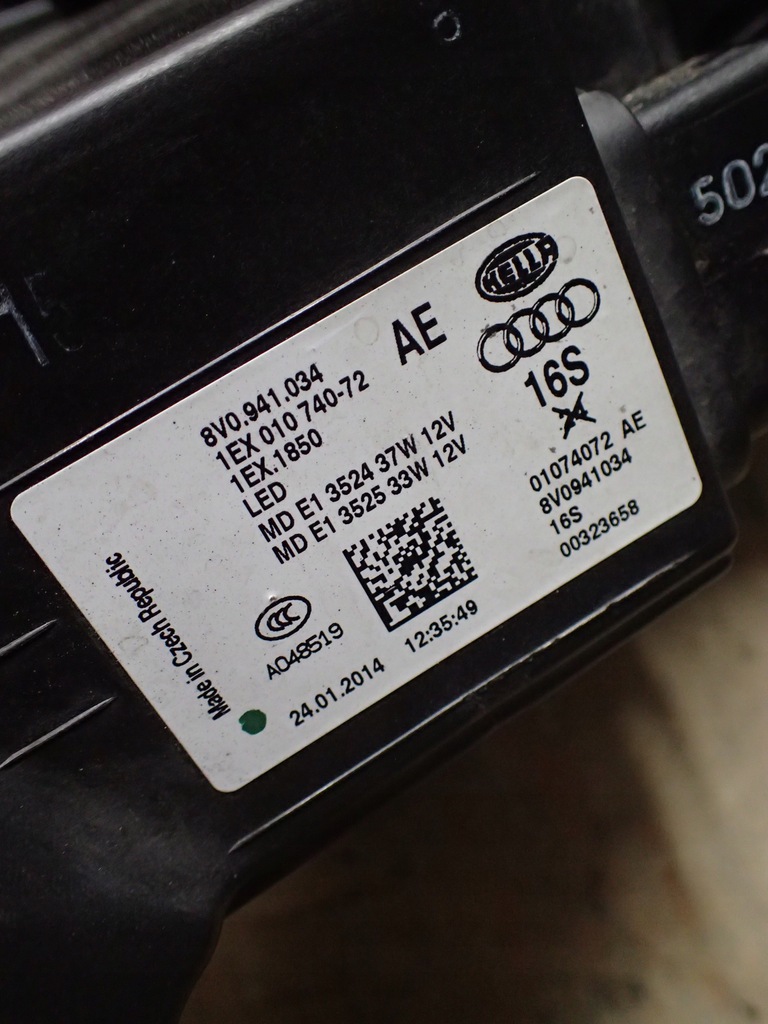 502
HELLA
AE
16S
8V0.941.034
1EX 010 740-72
1EX.1850
LED
MD E1 3524 37W 12V
MD E1 3525 33W 12V
01074072 AE
8V0941034
16S
00323658
CCC
A048519
24.01.2014 12:35:49
Made in Czech Republic